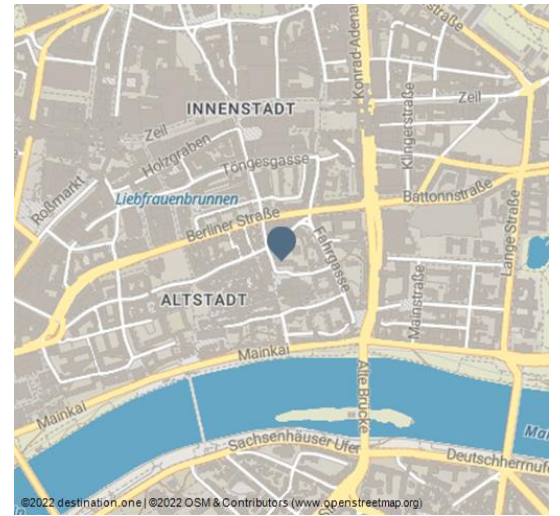 Konrad-Adena
INNENSTADT
Zeil
Zeil
Klingerstraße
Holzgraben
Töngesgasse
Roßmarkt
Liebfrauenbrunnen
Battonnstraße
Lange Straße
Berliner Straße
Fahrgasse
ALTSTADT
Mainstraße
Mainkai
Alte Brücke
Mainkai
Mai
Sachsenhäuser Ufer
Deutschherrnufe
©2022 destination.one | ©2022 OSM & Contributors (www.openstreetmap.org)